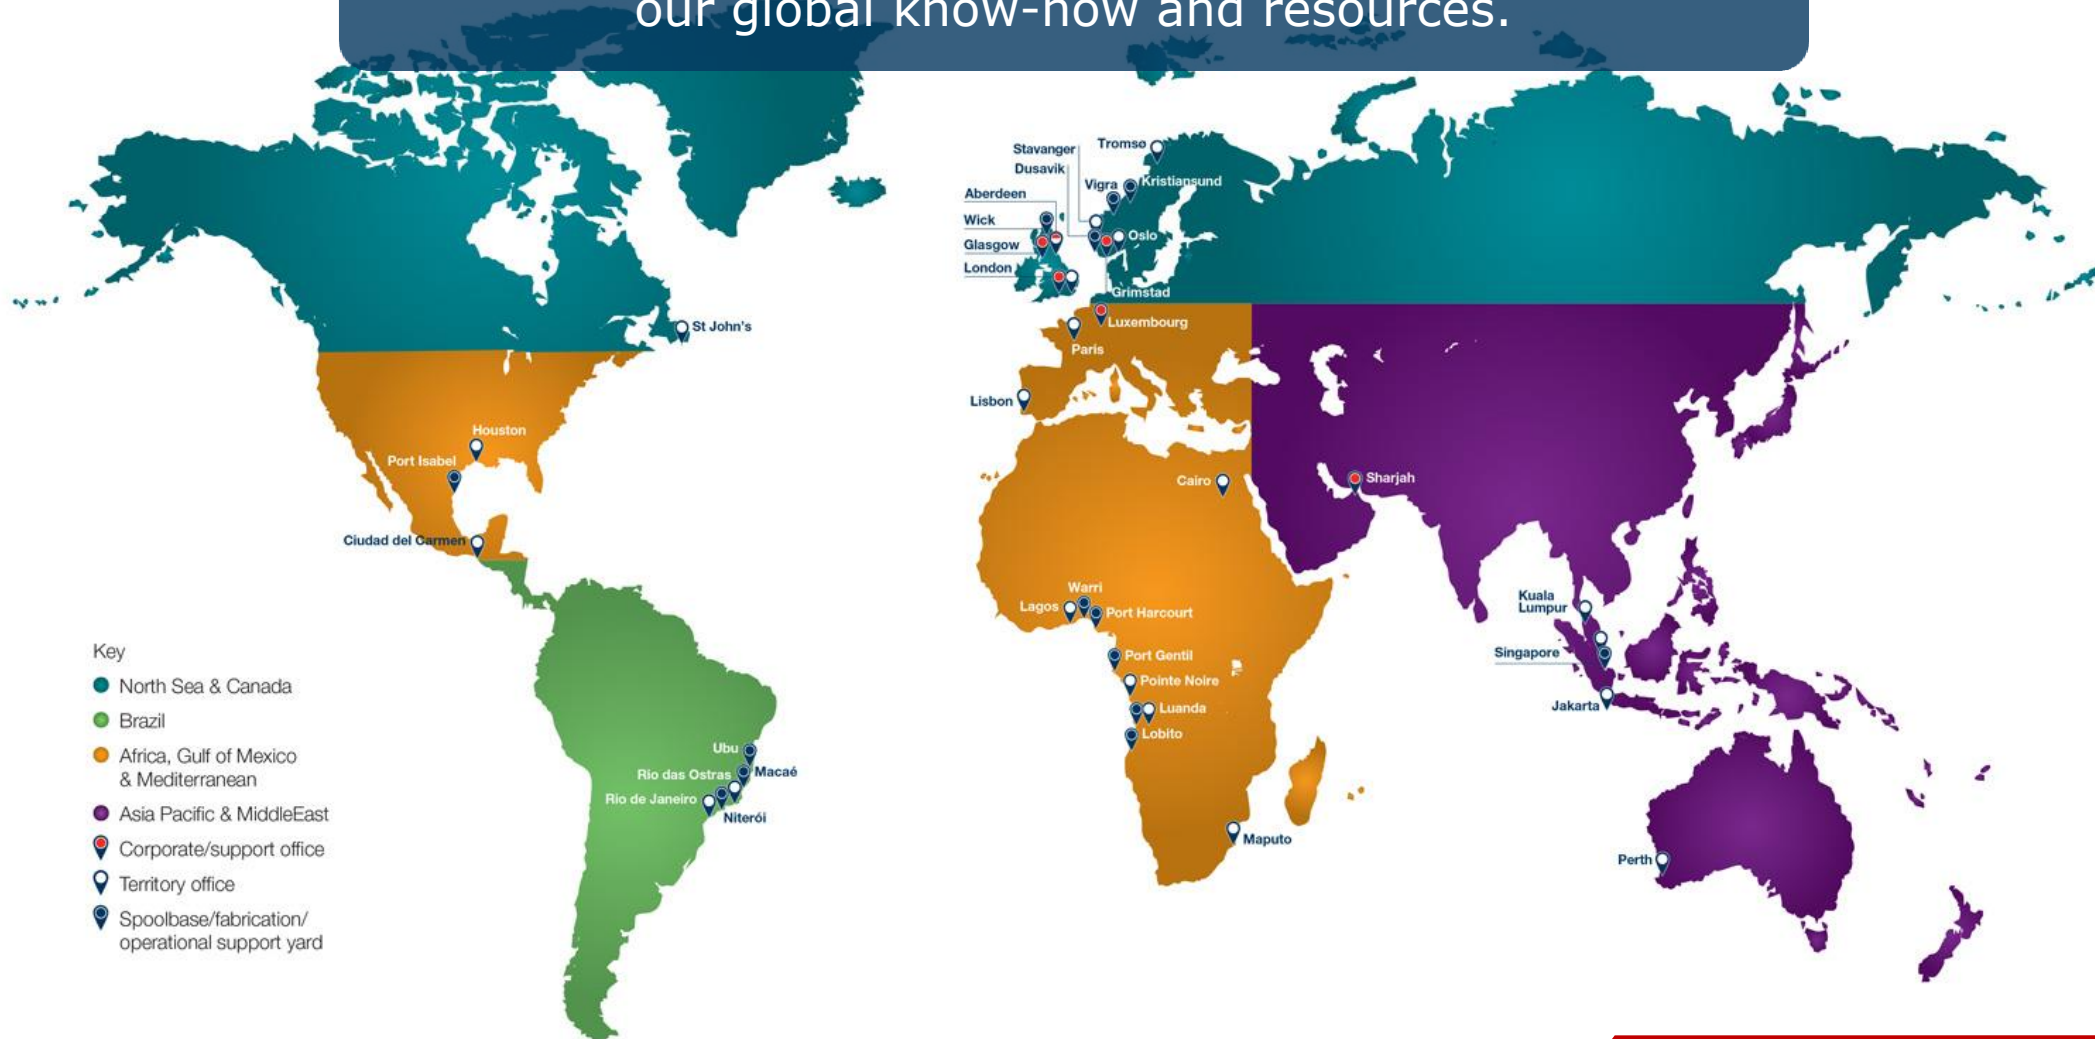 our global know-how and resources.
Stavanger
Tromsø
Dusavik
Vigra
Kristiansund
Aberdeen
Wick
Glasgow
Oslo
London
Grimstad
Luxembourg
Paris
St John's
Lisbon
Houston
Port Isabel
Cairo
Sharjah
Ciudad del Carmen
Warri
Lagos
Port Harcourt
Kuala
Lumpur
Port Gentil
Singapore
Pointe Noire
Luanda
Jakarta
Lobito
Ubu
Rio das Ostras
Macaé
Rio de Janeiro
Niterói
Maputo
Perth
Key
North Sea & Canada
Brazil
Africa, Gulf of Mexico
& Mediterranean
Asia Pacific & MiddleEast
Corporate/support office
Territory office
Spoolbase/fabrication/
operational support yard